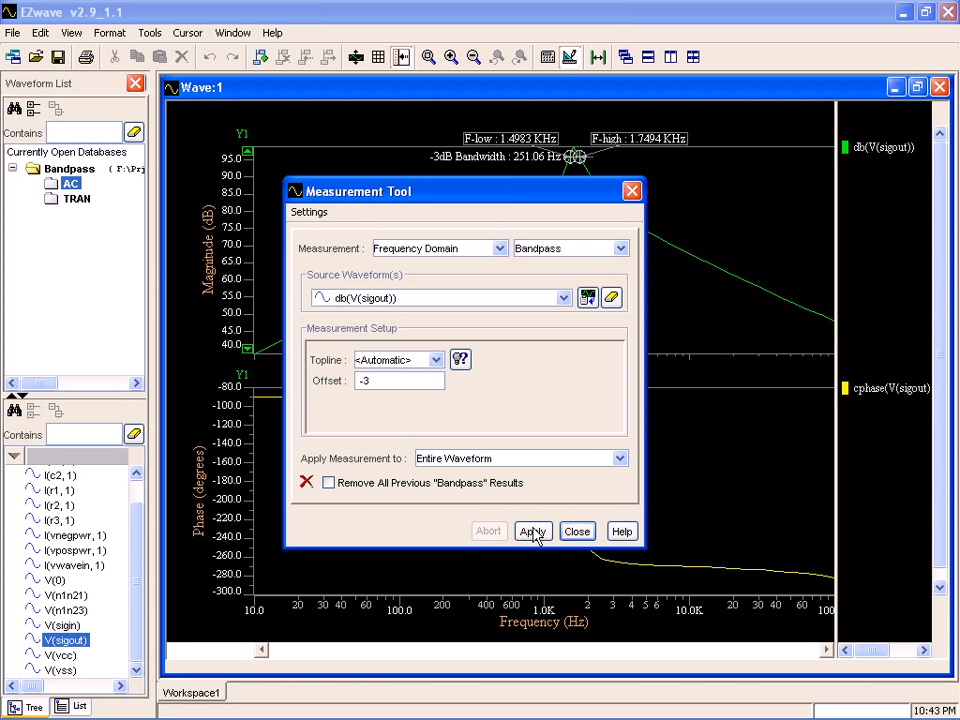 EZwave v2.9_1.1
File Edit View Format Tools Cursor Window Help
Waveform List
Contains
Currently Open Databases
Bandpass ( F:\Prj
AC
TRAN
Contains
I(c2, 1)
I(r1, 1)
I(r2, 1)
I(r3, 1)
I(vnegpwr, 1)
I(vpospwr, 1)
I(vwavein, 1)
V(0)
V(n1n21)
V(n1n23)
V(sigin)
V(sigout)
V(vcc)
V(vss)
Tree List
Wave:1
Y1
F-low : 1.4983 KHz F-high : 1.7494 KHz
-3dB Bandwidth : 251.06 Hz
95.0
90.0
85.0
80.0
75.0
70.0
65.0
60.0
55.0
50.0
45.0
40.0
Magnitude (dB)
db(V(sigout))
Y1
-80.0
-100.0
-120.0
-140.0
-160.0
-180.0
-200.0
-220.0
-240.0
-260.0
-280.0
-300.0
Phase (degrees)
cphase(V(sigout)
10.0 20 30 40 60 100.0 200 400 600 1.0K 2 3 4 5 6 10.0K 20 30 40 60 100
Frequency (Hz)
Measurement Tool
Settings
Measurement : Frequency Domain Bandpass
Source Waveform(s)
db(V(sigout))
Measurement Setup
Topline : <Automatic>
Offset : -3
Apply Measurement to : Entire Waveform
Remove All Previous "Bandpass" Results
Abort Apply Close Help
Workspace1
10:43 PM